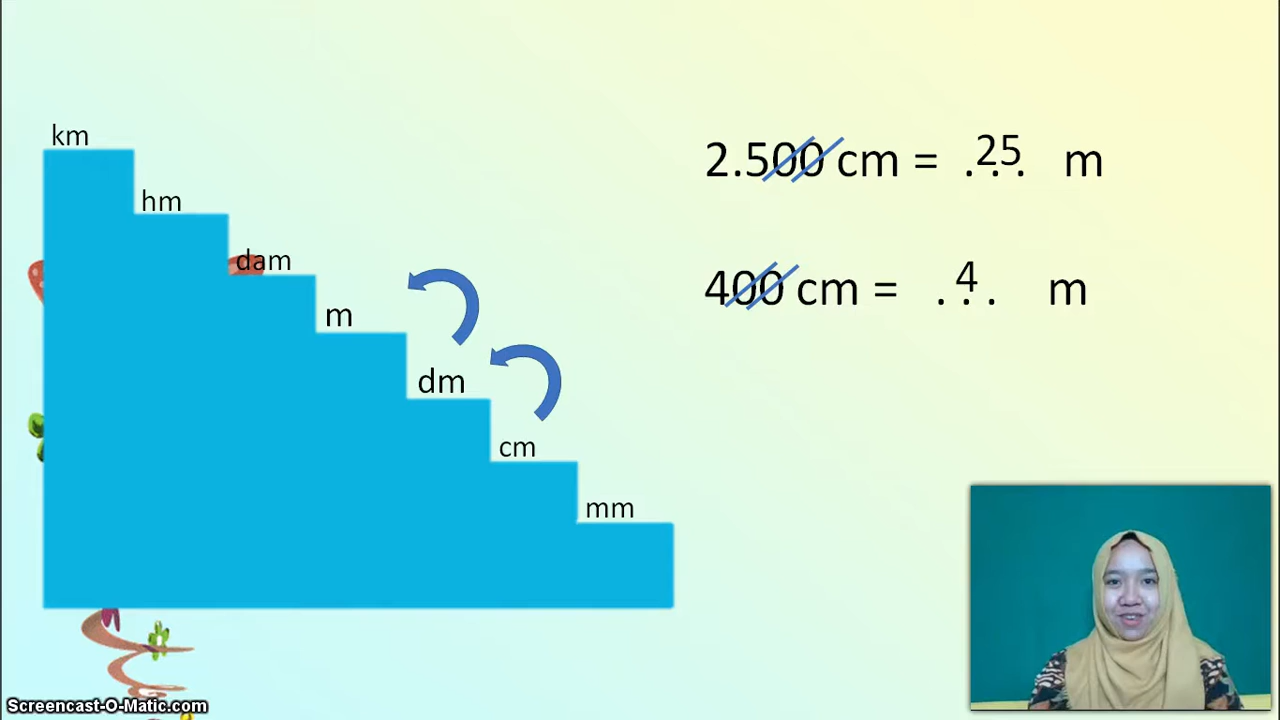 km
hm
dam
m
dm
cm
mm
2.500 cm = . . . 25 m
400 cm = . . . 4 m
Screencast-O-Matic.com